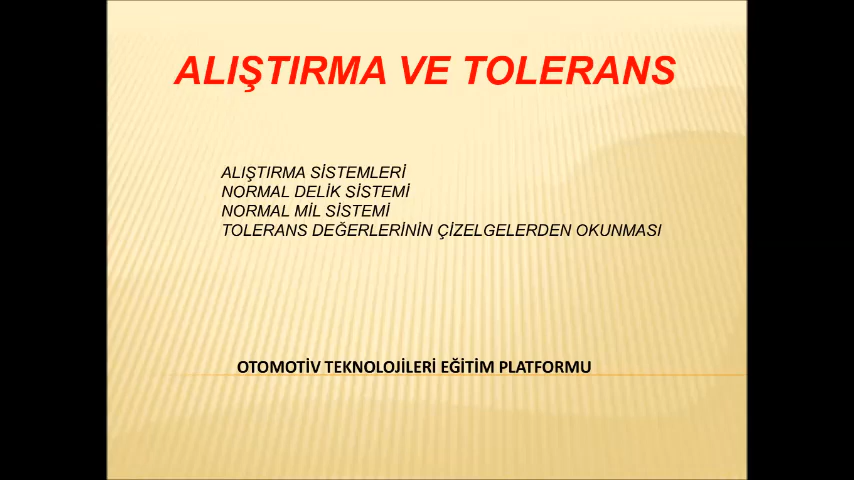 ALIŞTIRMA VE TOLERANS
ALIŞTIRMA SİSTEMLERİ
NORMAL DELİK SİSTEMİ
NORMAL MİL SİSTEMİ
TOLERANS DEĞERLERİNİN ÇİZELGELERDEN OKUNMASI
OTOMOTİV TEKNOLOJİLERİ EĞİTİM PLATFORMU